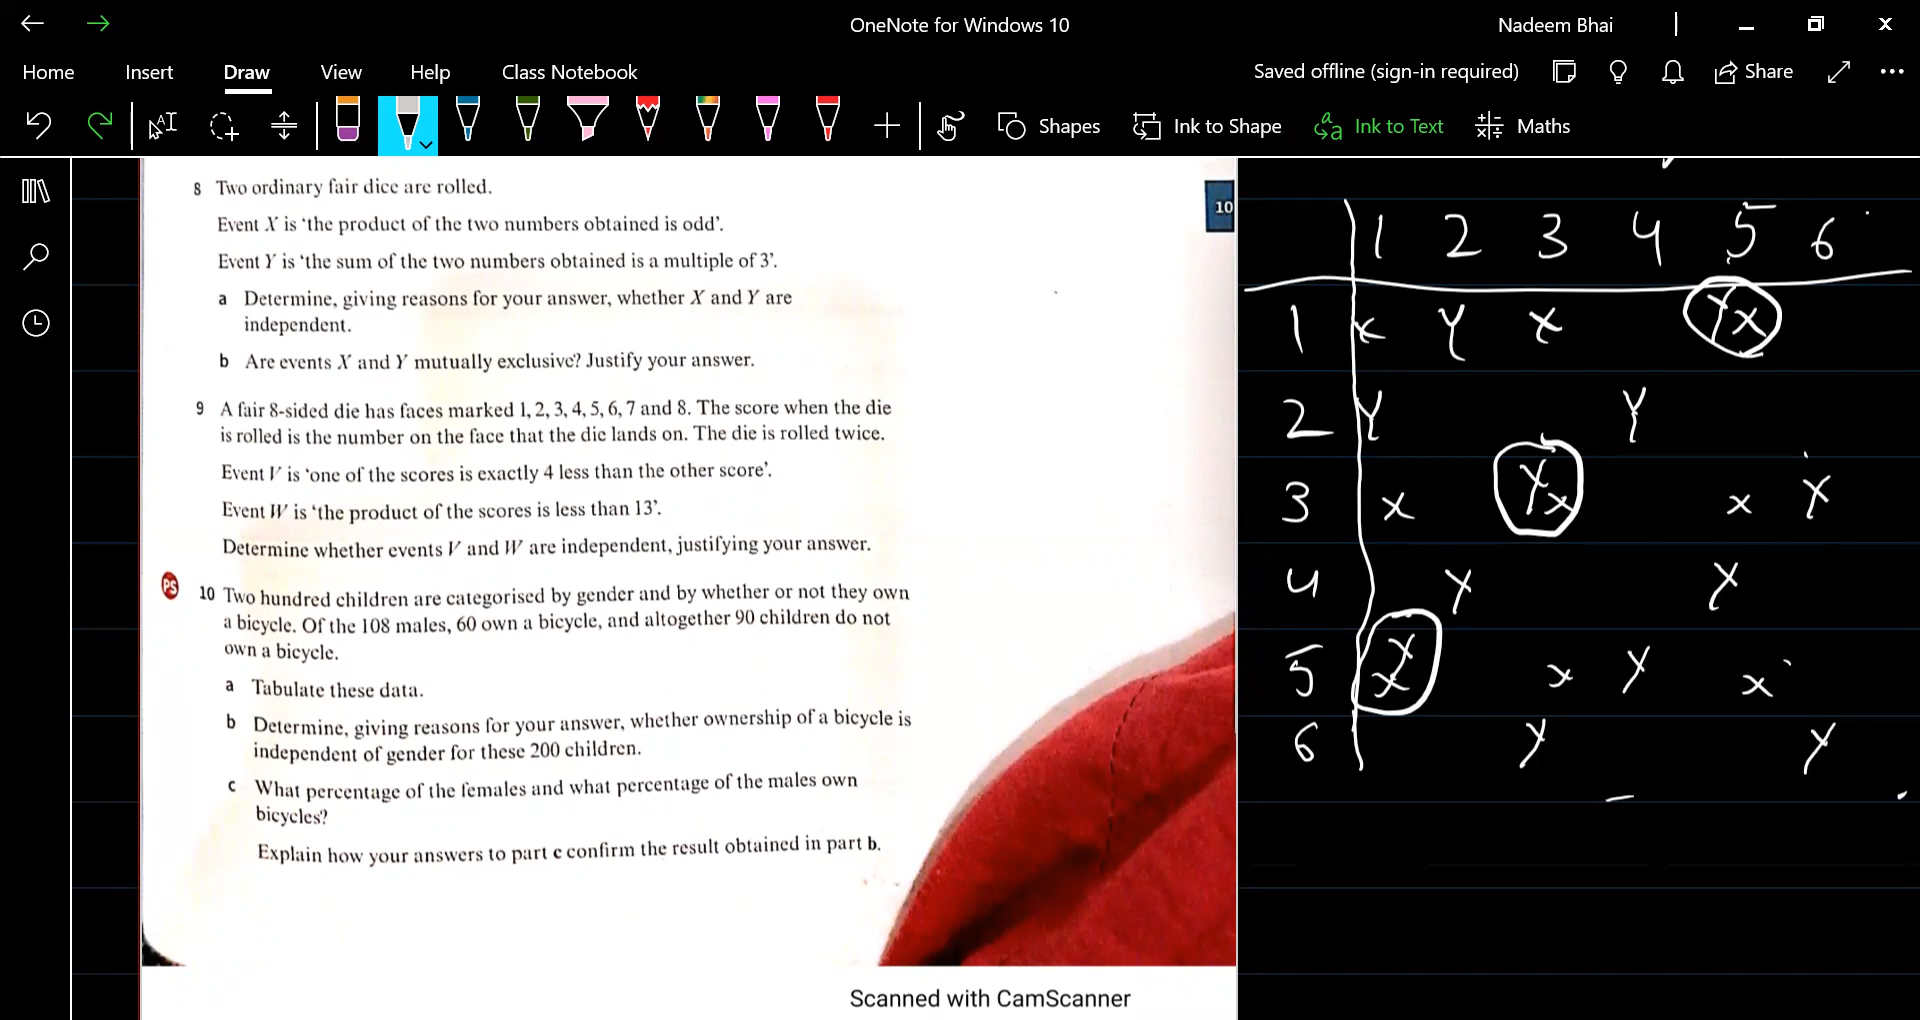 OneNote for Windows 10
Nadeem Bhai
Home Insert Draw View Help Class Notebook
Saved offline (sign-in required) Share
Shapes Ink to Shape Ink to Text Maths
8 Two ordinary fair dice are rolled.
10
Event X is ‘the product of the two numbers obtained is odd’.
Event Y is ‘the sum of the two numbers obtained is a multiple of 3’.
a Determine, giving reasons for your answer, whether X and Y are
independent.
b Are events X and Y mutually exclusive? Justify your answer.
9 A fair 8-sided die has faces marked 1, 2, 3, 4, 5, 6, 7 and 8. The score when the die
is rolled is the number on the face that the die lands on. The die is rolled twice.
Event V is ‘one of the scores is exactly 4 less than the other score’.
Event W is ‘the product of the scores is less than 13’.
Determine whether events V and W are independent, justifying your answer.
PS
10 Two hundred children are categorised by gender and by whether or not they own
a bicycle. Of the 108 males, 60 own a bicycle, and altogether 90 children do not
own a bicycle.
a Tabulate these data.
b Determine, giving reasons for your answer, whether ownership of a bicycle is
independent of gender for these 200 children.
c What percentage of the females and what percentage of the males own
bicycles?
Explain how your answers to part c confirm the result obtained in part b.
Scanned with CamScanner
1 2 3 4 5 6
1 x Y x Yx
2 Y Y
3 x Yx x Y
4 Y Y
5 Yx x Y x
6 Y Y